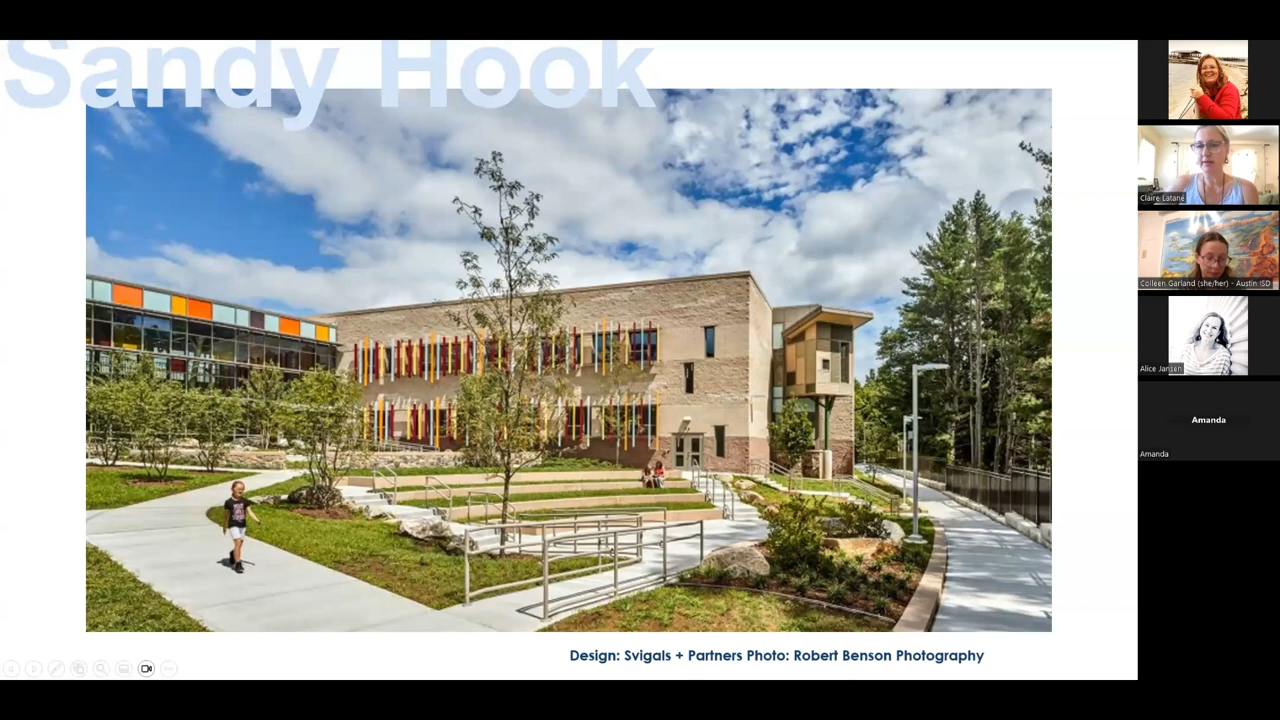 Sandy Hook
Design: Svigals + Partners Photo: Robert Benson Photography
Claire Latane
Colleen Garland (she/her) - Austin ISD
Alice Jansen
Amanda
Amanda